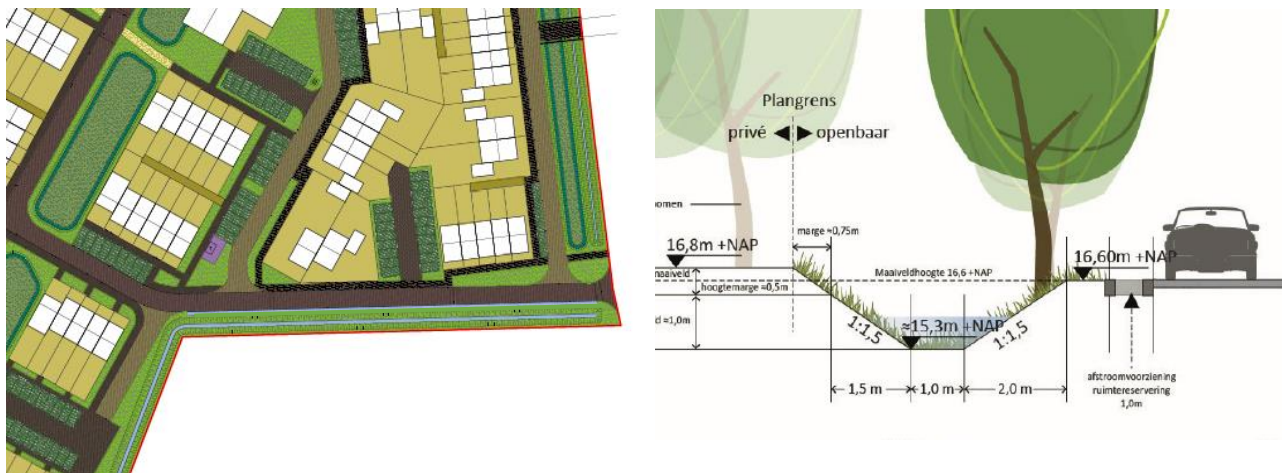 Plangrens
privé
openbaar
nomen
marge ≈0,75m
16,8m +NAP
16,60m +NAP
naaiveld
Maaiveldhoogte 16,6 +NAP
hoogtemarge ≈0,5m
d ≈1,0m
≈15,3m +NAP
1:1,5
1:1,5
1,5 m
1,0 m
2,0 m
afstroomvoorziening
ruimtereservering
1,0m